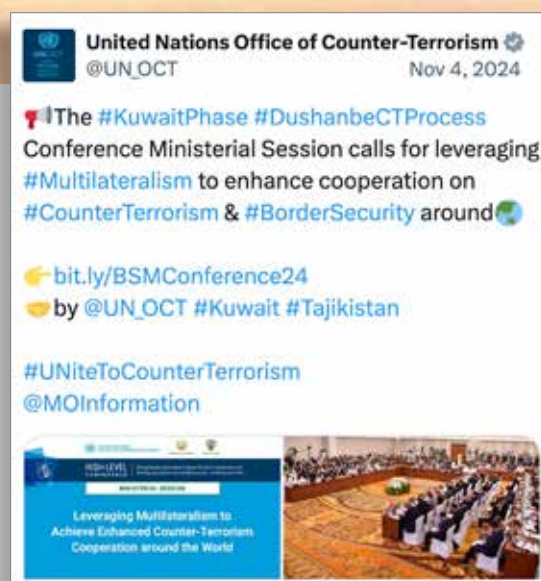 United Nations Office of Counter-Terrorism
@UN_OCT
Nov 4, 2024
The #KuwaitPhase #DushanbeCTProcess
Conference Ministerial Session calls for leveraging
#Multilateralism to enhance cooperation on
#CounterTerrorism & #BorderSecurity around
bit.ly/BSMConference24
by @UN_OCT #Kuwait #Tajikistan
#UNiteToCounterTerrorism
@MOInformation
HIGH-LEVEL
MINISTERIAL SESSION
Leveraging Multilateralism to
Achieve Enhanced Counter-Terrorism
Cooperation around the World